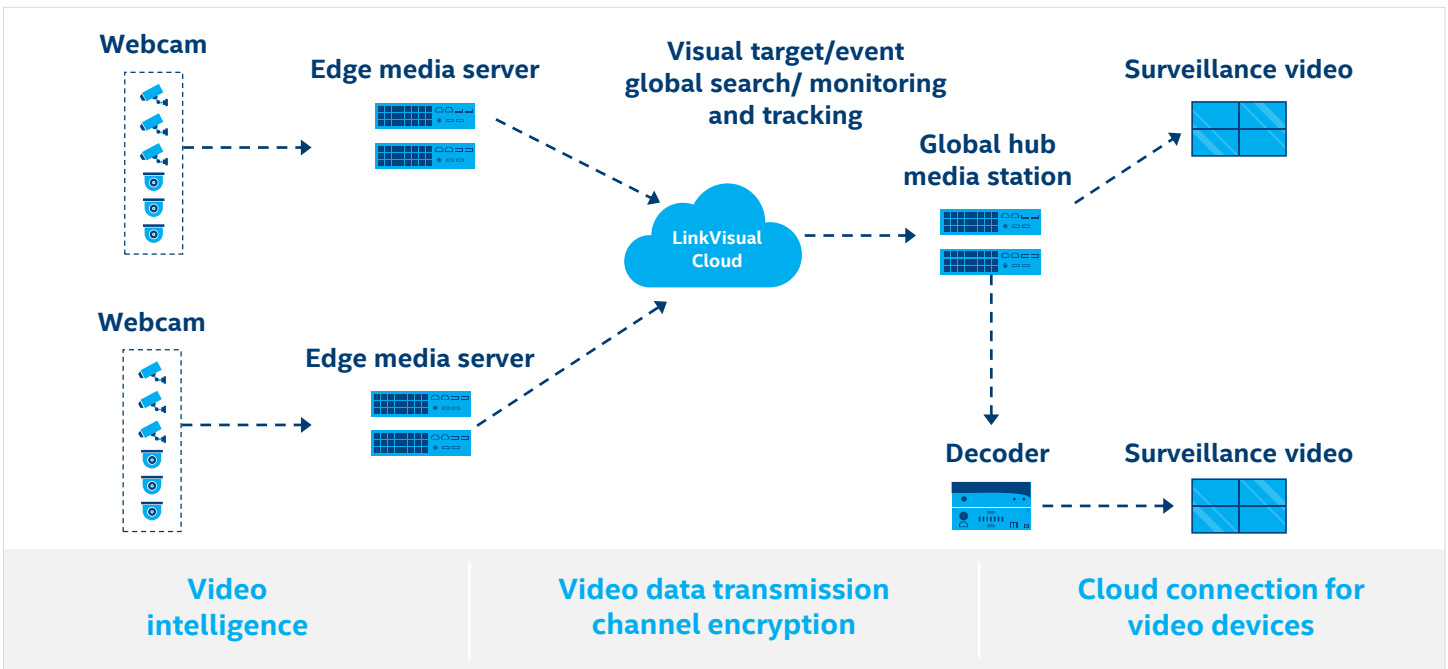 Webcam
Edge media server
Visual target/event
global search/ monitoring
and tracking
Surveillance video
Global hub
media station
LinkVisual
Cloud
Webcam
Edge media server
Decoder
Surveillance video
Video
intelligence
Video data transmission
channel encryption
Cloud connection for
video devices